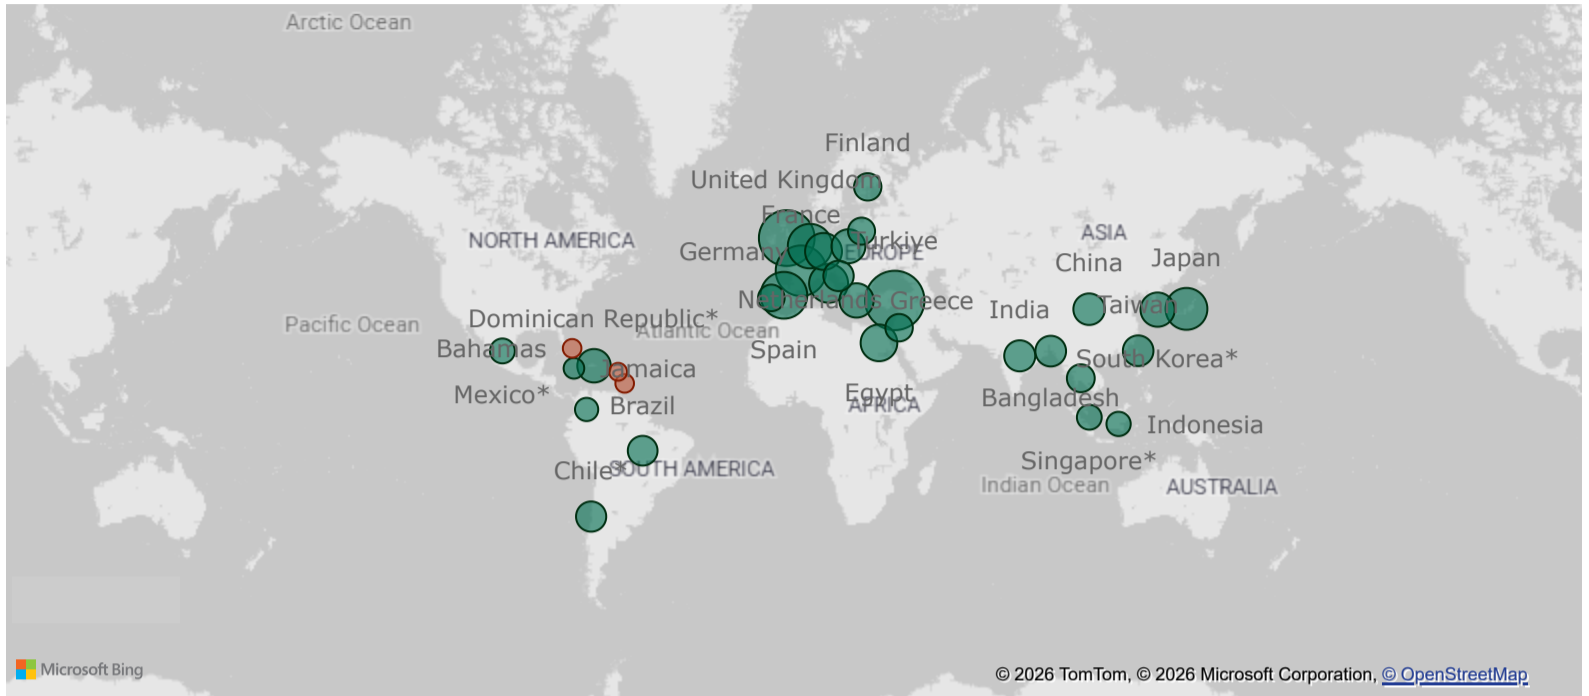 Arctic Ocean
Finland
United Kingdom
France
NORTH AMERICA
Germany
Türkiye
EUROPE
ASIA
China
Japan
Netherlands
Greece
India
Taiwan
Pacific Ocean
Dominican Republic*
Atlantic Ocean
Bahamas
Spain
South Korea*
Jamaica
Mexico*
Brazil
Egypt
AFRICA
Bangladesh
Indonesia
Chile*
SOUTH AMERICA
Singapore*
Indian Ocean
AUSTRALIA
Microsoft Bing
© 2026 TomTom, © 2026 Microsoft Corporation, © OpenStreetMap